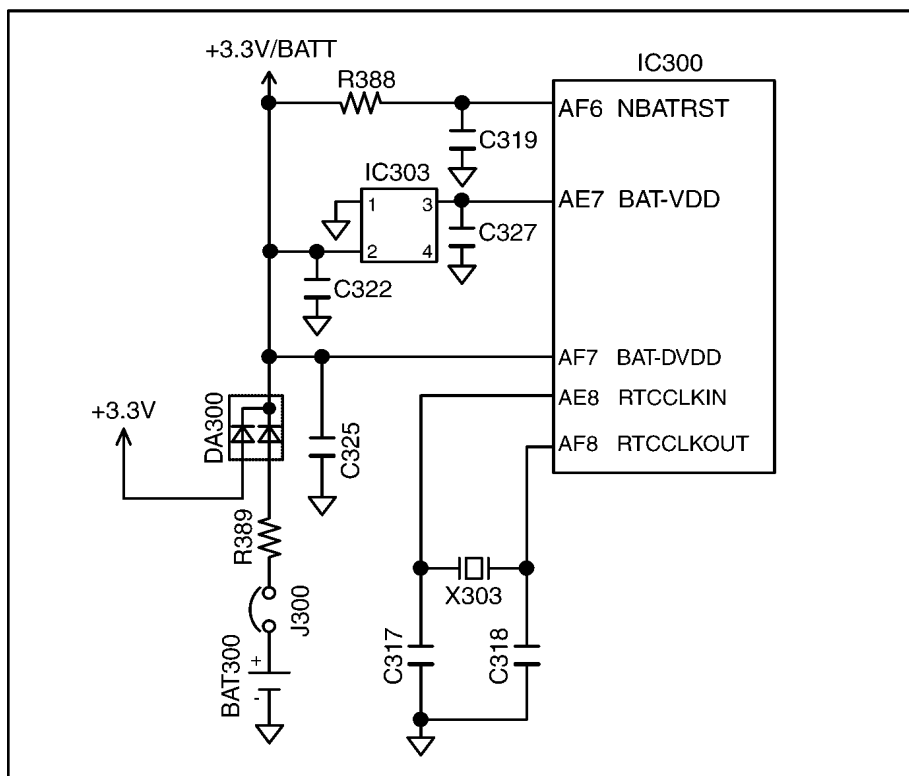 +3.3V/BATT
IC300
R388
AF6 NBATRST
C319
IC303
1 3
AE7 BAT-VDD
C327
2 4
C322
AF7 BAT-DVDD
+3.3V
DA300
AE8 RTCCLKIN
C325
AF8 RTCCLKOUT
R389
X303
J300
C317
C318
BAT300
+
-